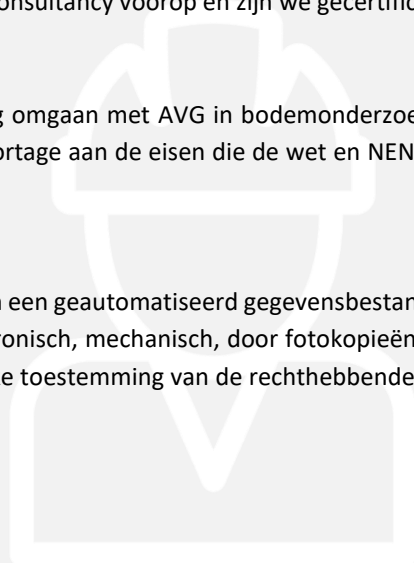 onsultancy voorop en zijn we gecertific
g omgaan met AVG in bodemonderzoe
ortage aan de eisen die de wet en NEN
een geautomatiseerd gegevensbestan
ronisch, mechanisch, door fotokopieën
e toestemming van de rechthebbende